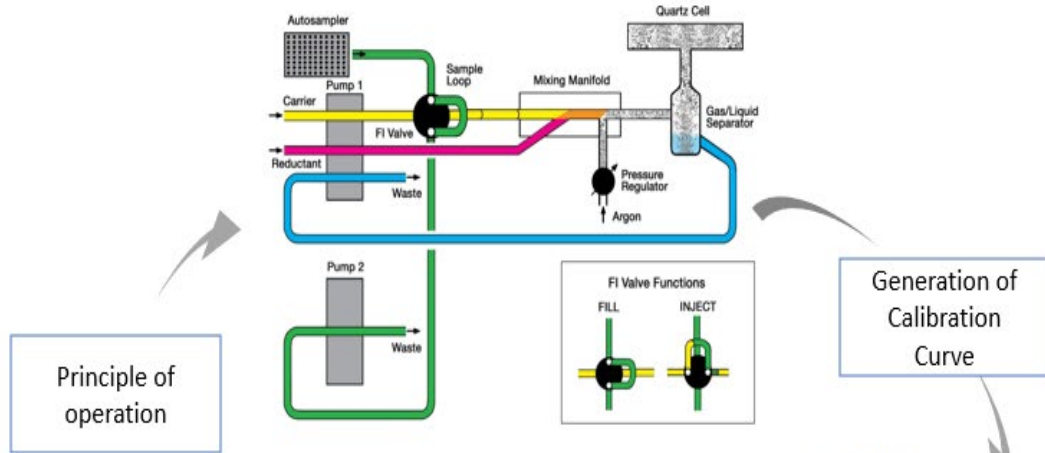 Autosampler
Quartz Cell
Pump 1
Sample
Loop
Mixing Manifold
Carrier
FI Valve
Gas/Liquid
Separator
Reductant
Waste
Pressure
Regulator
Argon
Pump 2
Waste
FI Valve Functions
FILL
INJECT
Principle of
operation
Generation of
Calibration
Curve